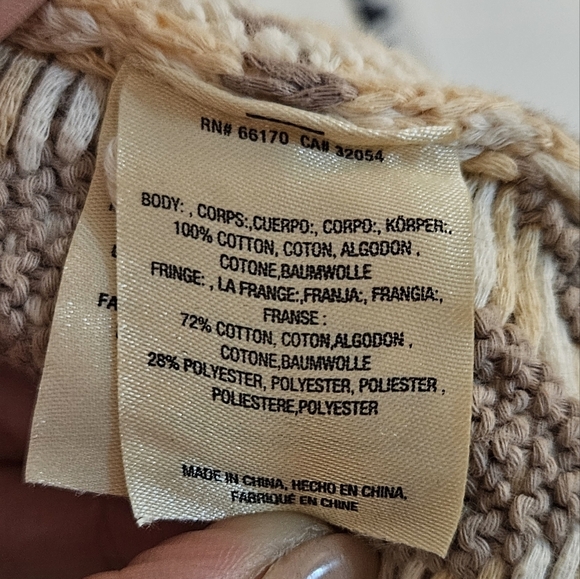 RN# 66170 CA# 32054
BODY: , CORPS:,CUERPO:, CORPO:, KÖRPER:,
100% COTTON, COTON, ALGODON ,
COTONE,BAUMWOLLE
FRINGE: , LA FRANGE:,FRANJA:, FRANGIA:,
FRANSE :
72% COTTON, COTON,ALGODON ,
COTONE,BAUMWOLLE
28% POLYESTER, POLYESTER, POLIESTER ,
POLIESTERE,POLYESTER
MADE IN CHINA, HECHO EN CHINA,
FABRIQUÉ EN CHINE
FA